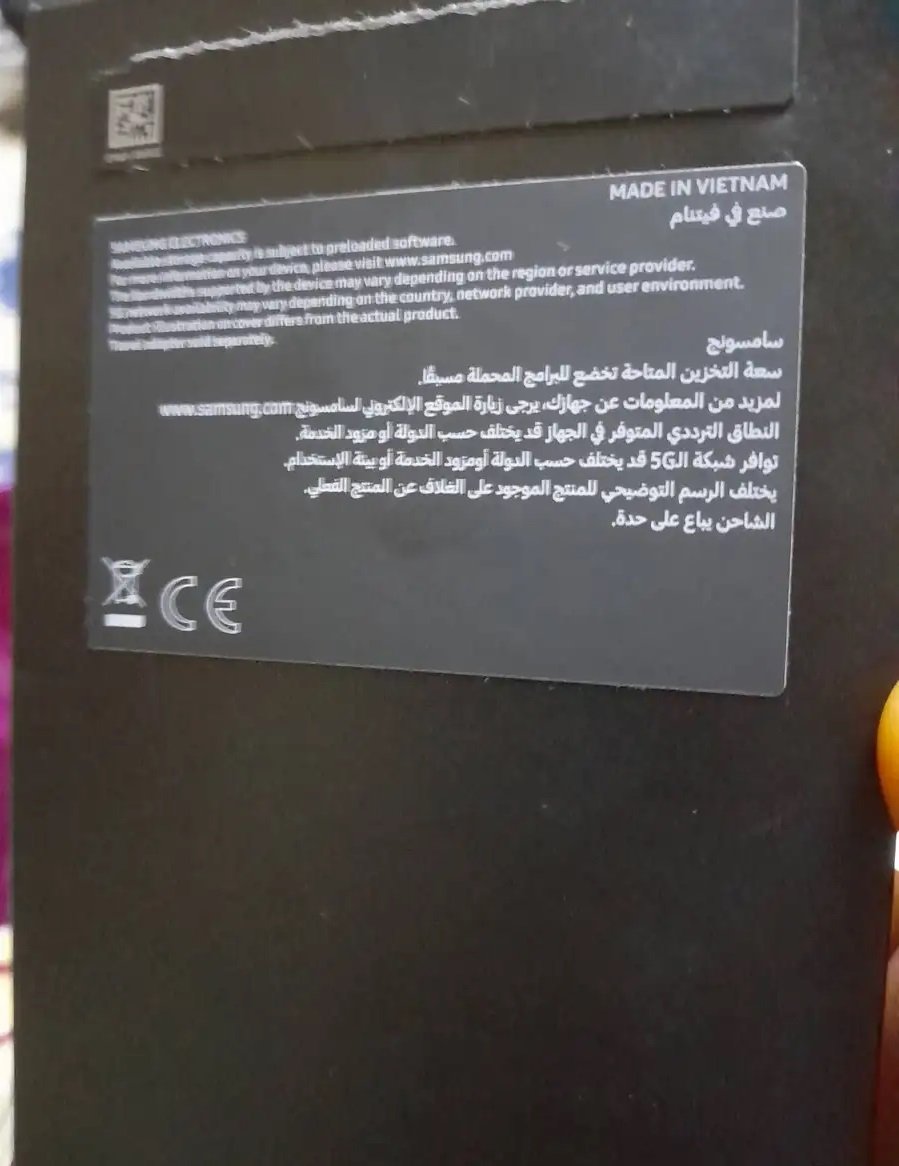 MADE IN VIETNAM
صنع في فيتنام
SAMSUNG ELECTRONICS
Available storage capacity is subject to preloaded software.
For more information on your device, please visit www.samsung.com
The bandwidths supported by the device may vary depending on the region or service provider.
5G network availability may vary depending on the country, network provider, and user environment.
Product illustration on cover differs from the actual product.
Travel adapter sold separately.
سامسونج
سعة التخزين المتاحة تخضع للبرامج المحملة مسبقًا.
لمزيد من المعلومات عن جهازك، يرجى زيارة الموقع الإلكتروني لسامسونج www.samsung.com
النطاق الترددي المتوفر في الجهاز قد يختلف حسب الدولة أو مزود الخدمة.
توافر شبكة الـ5G قد يختلف حسب الدولة أومزود الخدمة أو بيئة الإستخدام.
يختلف الرسم التوضيحي للمنتج الموجود على الغلاف عن المنتج الفعلي.
الشاحن يباع على حدة.
CE